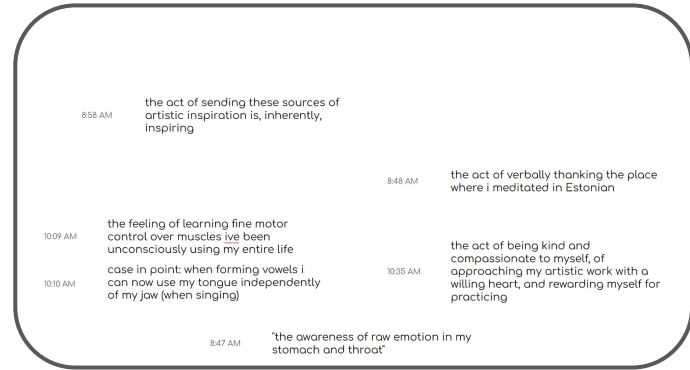 8:58 AM
the act of sending these sources of
artistic inspiration is, inherently,
inspiring
8:48 AM
the act of verbally thanking the place
where i meditated in Estonian
10:09 AM
the feeling of learning fine motor
control over muscles ive been
unconsciously using my entire life
10:10 AM
case in point: when forming vowels i
can now use my tongue independently
of my jaw (when singing)
10:35 AM
the act of being kind and
compassionate to myself, of
approaching my artistic work with a
willing heart, and rewarding myself for
practicing
8:47 AM
"the awareness of raw emotion in my
stomach and throat"